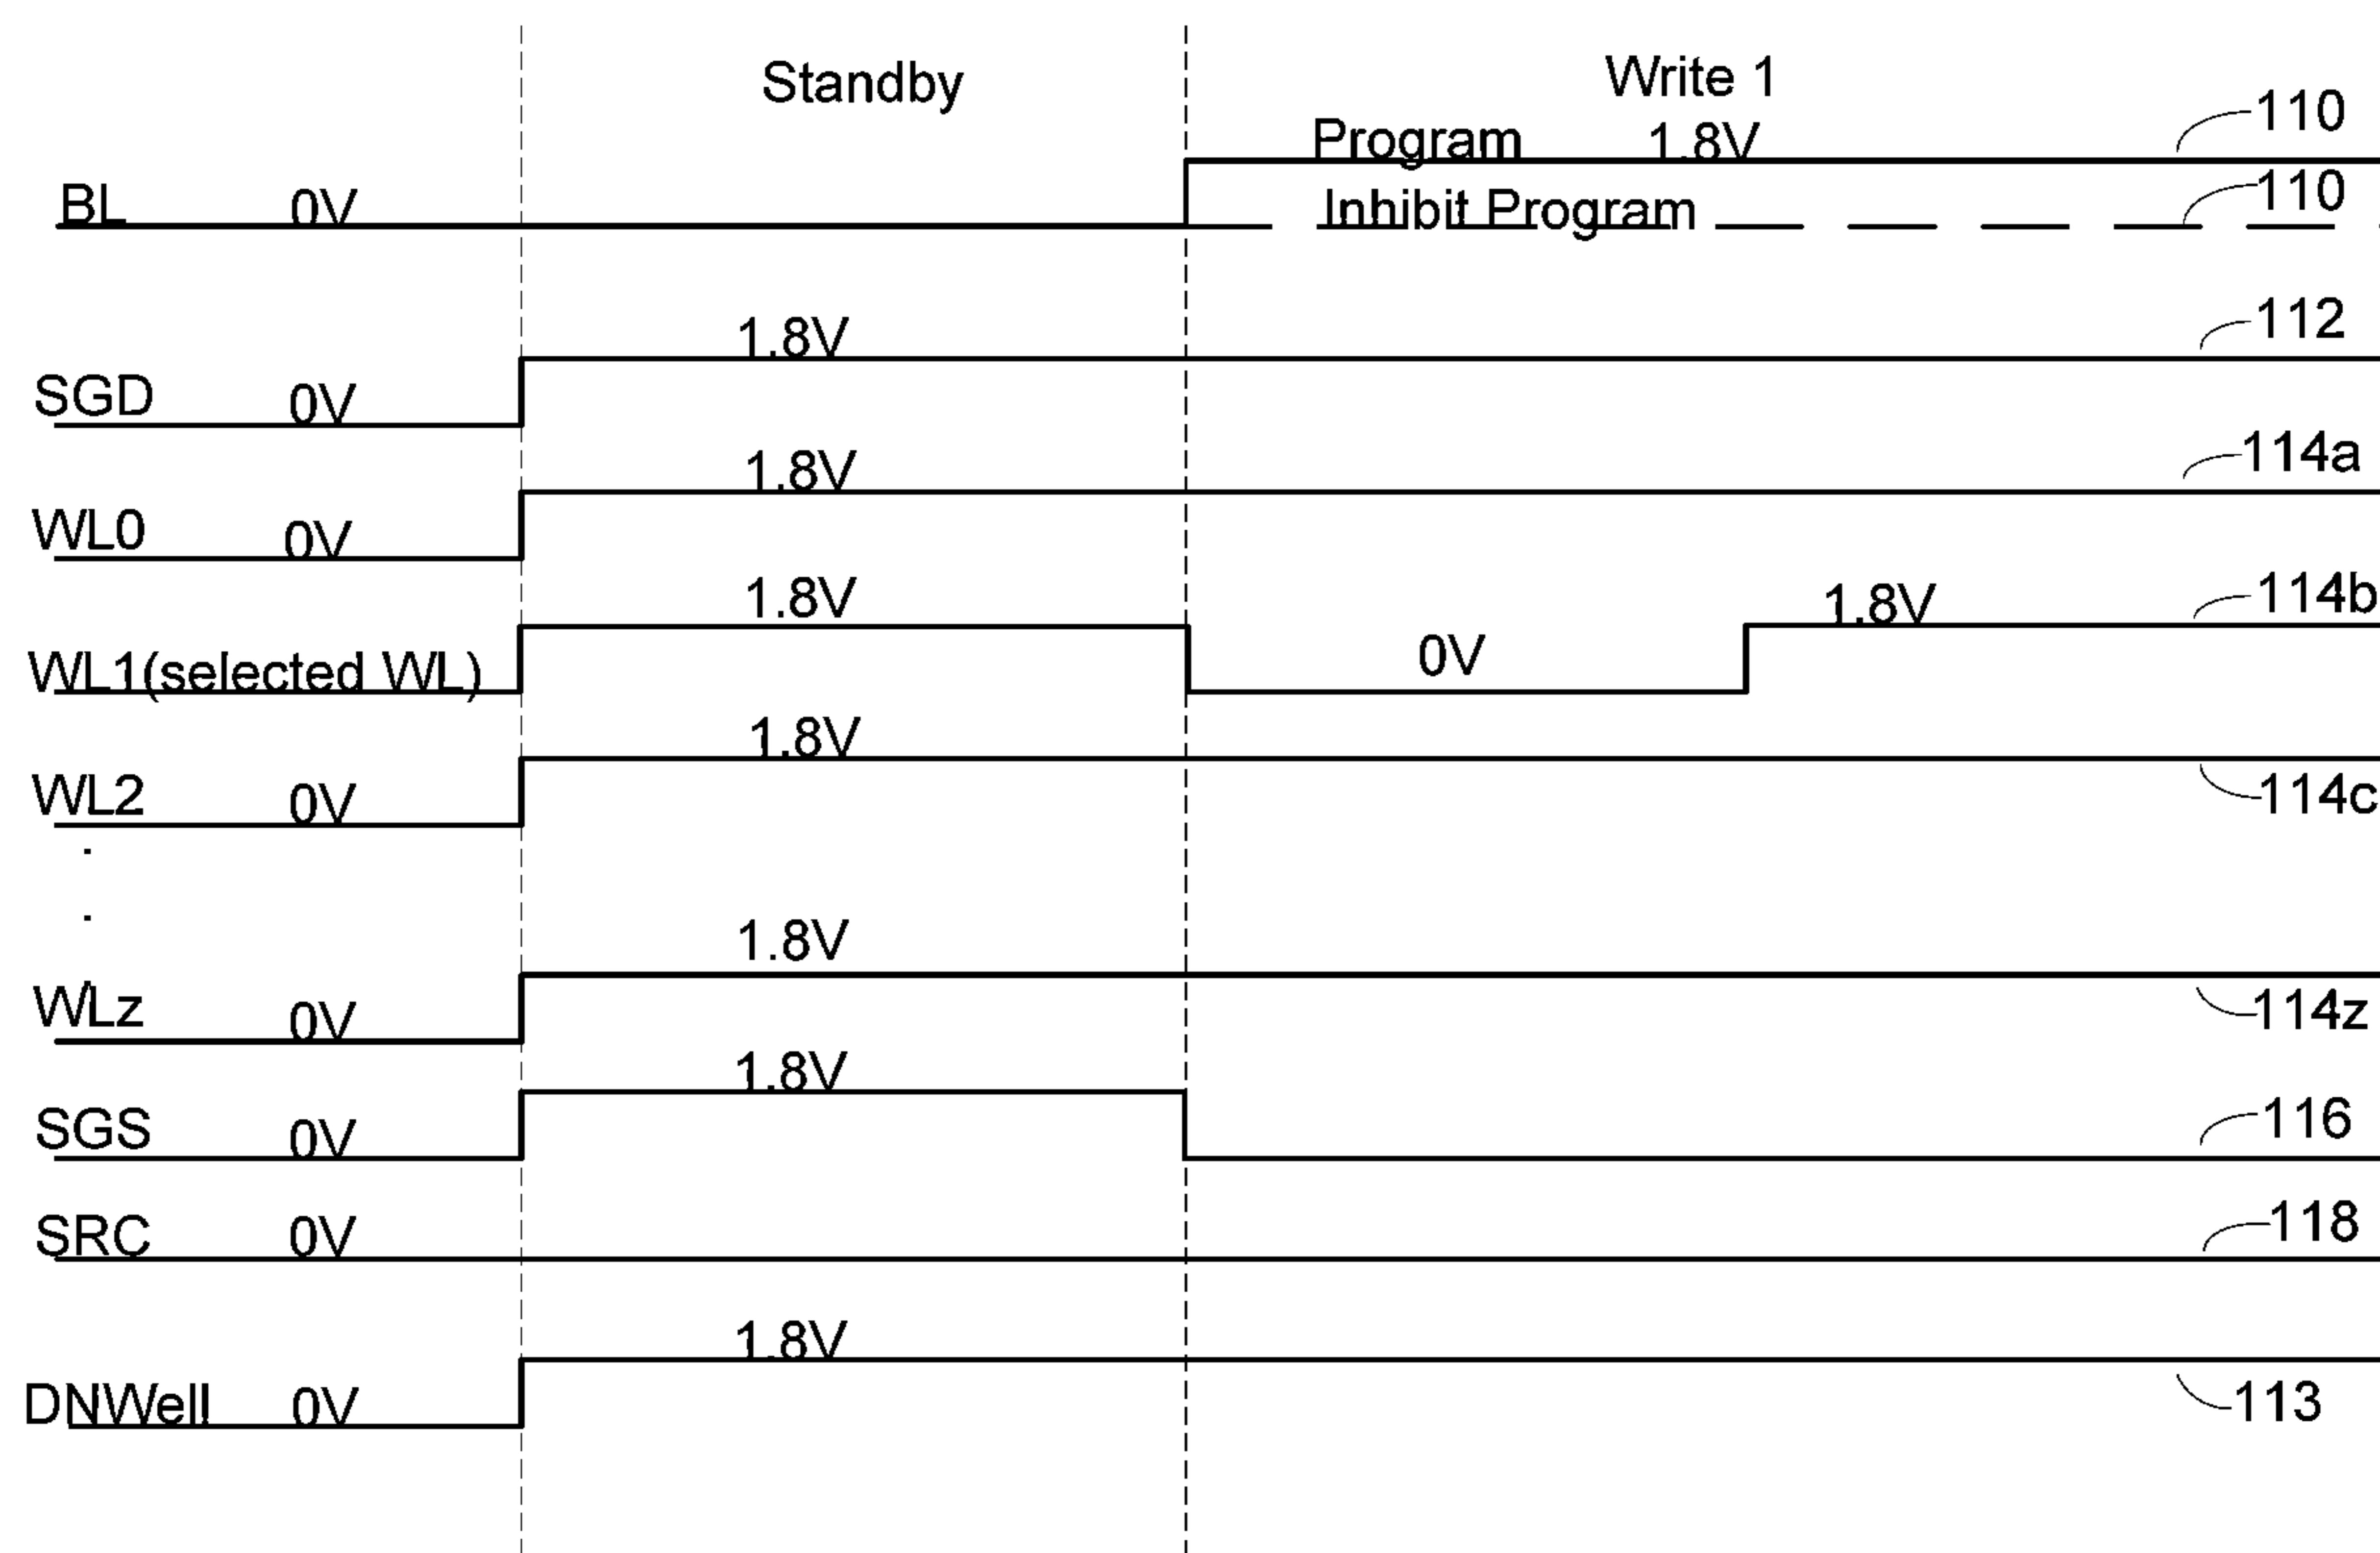 Standby
Write 1
Program 1.8V
110
BL 0V
Inhibit Program
110
1.8V
112
SGD 0V
1.8V
114a
WL0 0V
1.8V
1.8V
114b
WL1(selected WL)
0V
1.8V
WL2 0V
114c
.
.
.
1.8V
WLz 0V
114z
1.8V
SGS 0V
116
SRC 0V
118
1.8V
DNWell 0V
113